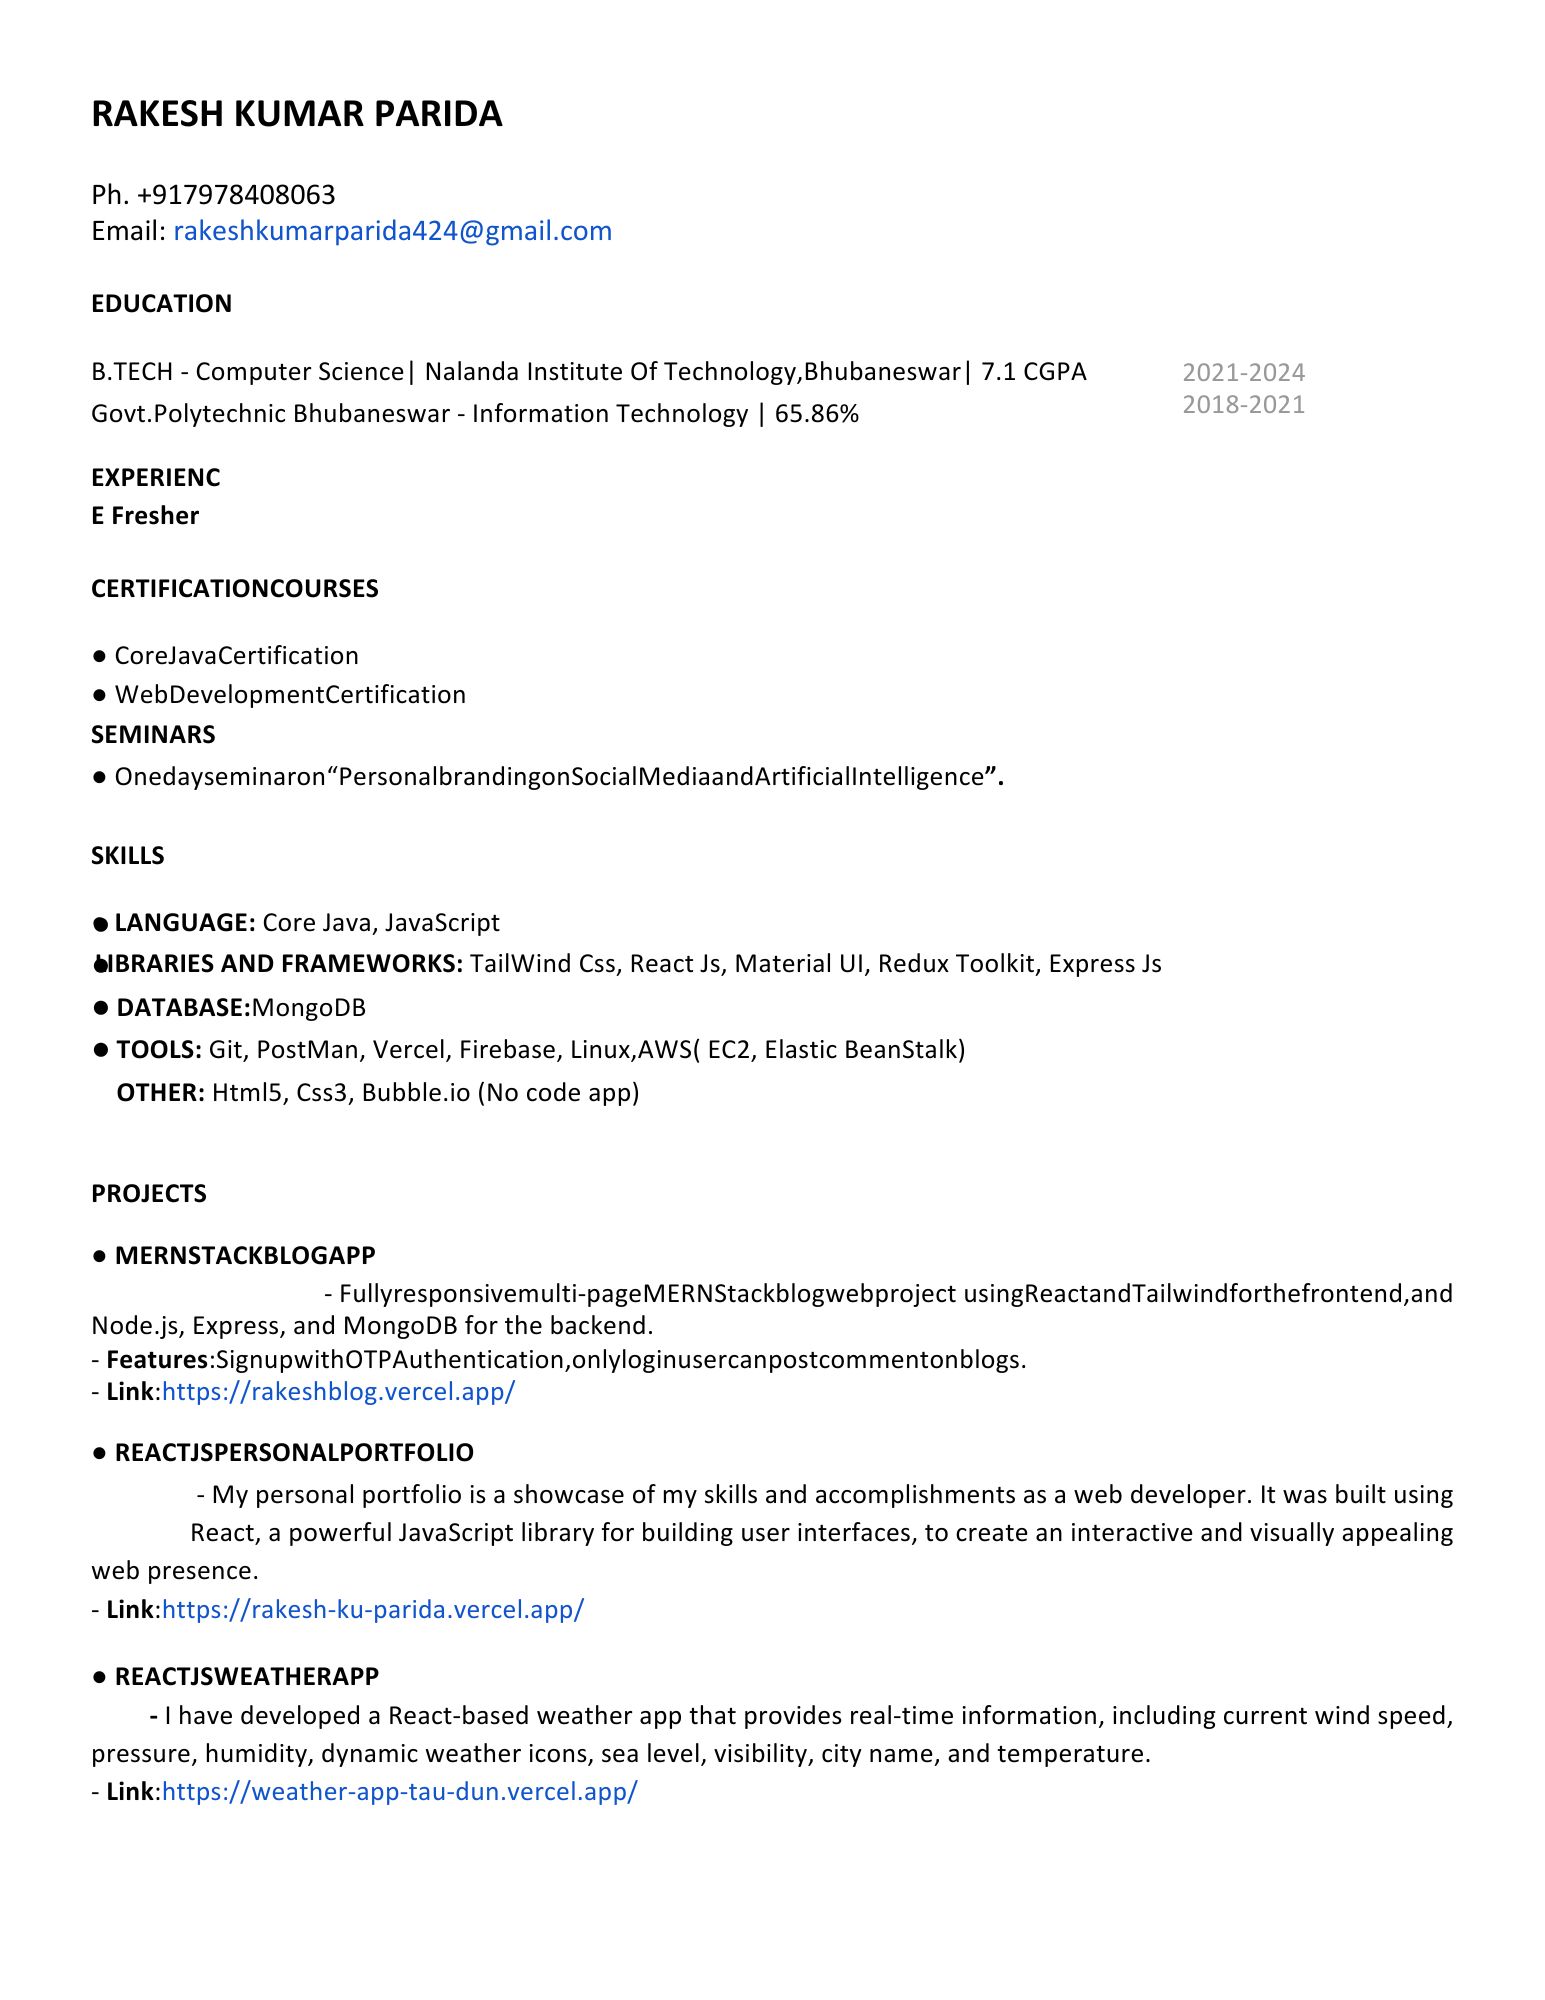 RAKESH KUMAR PARIDA
Ph. +917978408063
Email: rakeshkumarparida424@gmail.com
EDUCATION
B.TECH - Computer Science| Nalanda Institute Of Technology,Bhubaneswar| 7.1 CGPA 2021-2024
Govt.Polytechnic Bhubaneswar - Information Technology | 65.86% 2018-2021
EXPERIENC
E Fresher
CERTIFICATIONCOURSES
● CoreJavaCertification
● WebDevelopmentCertification
SEMINARS
● Onedayseminaron“PersonalbrandingonSocialMediaandArtificialIntelligence”.
SKILLS
● LANGUAGE: Core Java, JavaScript
● LIBRARIES AND FRAMEWORKS: TailWind Css, React Js, Material UI, Redux Toolkit, Express Js
● DATABASE:MongoDB
● TOOLS: Git, PostMan, Vercel, Firebase, Linux,AWS( EC2, Elastic BeanStalk)
OTHER: Html5, Css3, Bubble.io (No code app)
PROJECTS
● MERNSTACKBLOGAPP
- Fullyresponsivemulti-pageMERNStackblogwebproject usingReactandTailwindforthefrontend,and
Node.js, Express, and MongoDB for the backend.
- Features:SignupwithOTPAuthentication,onlyloginusercanpostcommentonblogs.
- Link:https://rakeshblog.vercel.app/
● REACTJSPERSONALPORTFOLIO
- My personal portfolio is a showcase of my skills and accomplishments as a web developer. It was built using
React, a powerful JavaScript library for building user interfaces, to create an interactive and visually appealing
web presence.
- Link:https://rakesh-ku-parida.vercel.app/
● REACTJSWEATHERAPP
- I have developed a React-based weather app that provides real-time information, including current wind speed,
pressure, humidity, dynamic weather icons, sea level, visibility, city name, and temperature.
- Link:https://weather-app-tau-dun.vercel.app/